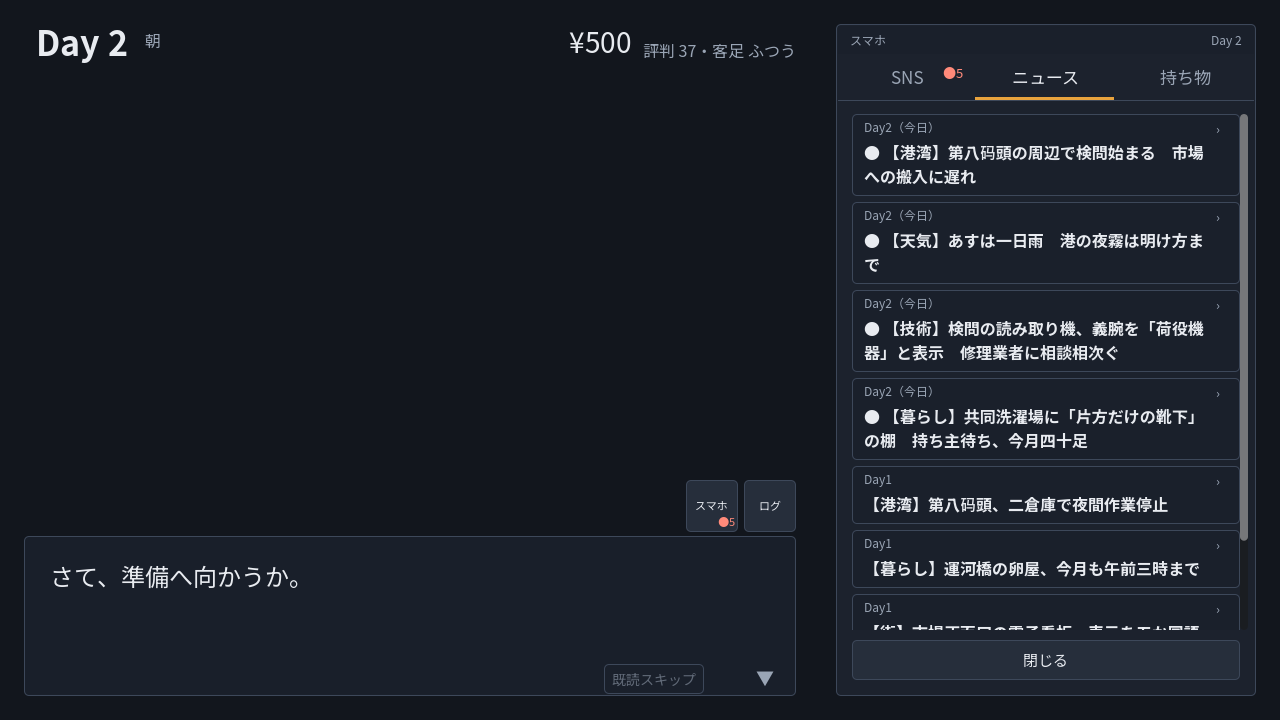 Day 2 朝
¥500 評判 37・客足 ふつう
スマホ Day 2
SNS 5 ニュース 持ち物
Day2（今日） ›
● 【港湾】第八码頭の周辺で検問始まる　市場
への搬入に遅れ
Day2（今日） ›
● 【天気】あすは一日雨　港の夜霧は明け方ま
で
Day2（今日） ›
● 【技術】検問の読み取り機、義腕を「荷役機
器」と表示　修理業者に相談相次ぐ
Day2（今日） ›
● 【暮らし】共同洗濯場に「片方だけの靴下」
の棚　持ち主待ち、今月四十足
Day1 ›
【港湾】第八码頭、二倉庫で夜間作業停止
Day1 ›
【暮らし】運河橋の卵屋、今月も午前三時まで
Day1 ›
閉じる
スマホ 5
ログ
さて、準備へ向かうか。
既読スキップ ▼